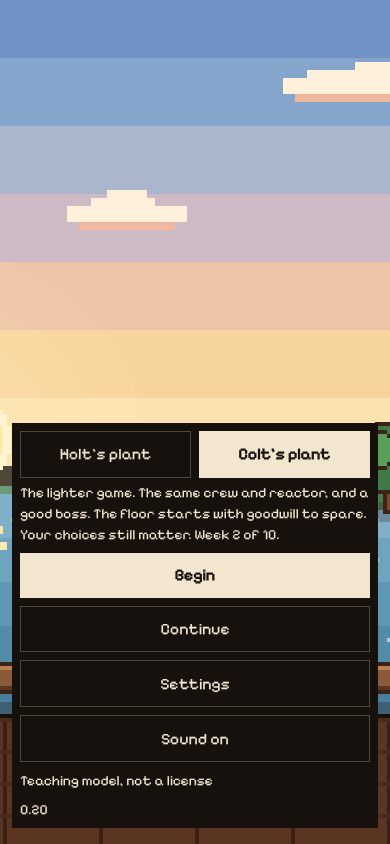 Holt's plant
Colt's plant
The lighter game. The same crew and reactor, and a
good boss. The floor starts with goodwill to spare.
Your choices still matter. Week 2 of 10.
Begin
Continue
Settings
Sound on
Teaching model, not a license
0.20